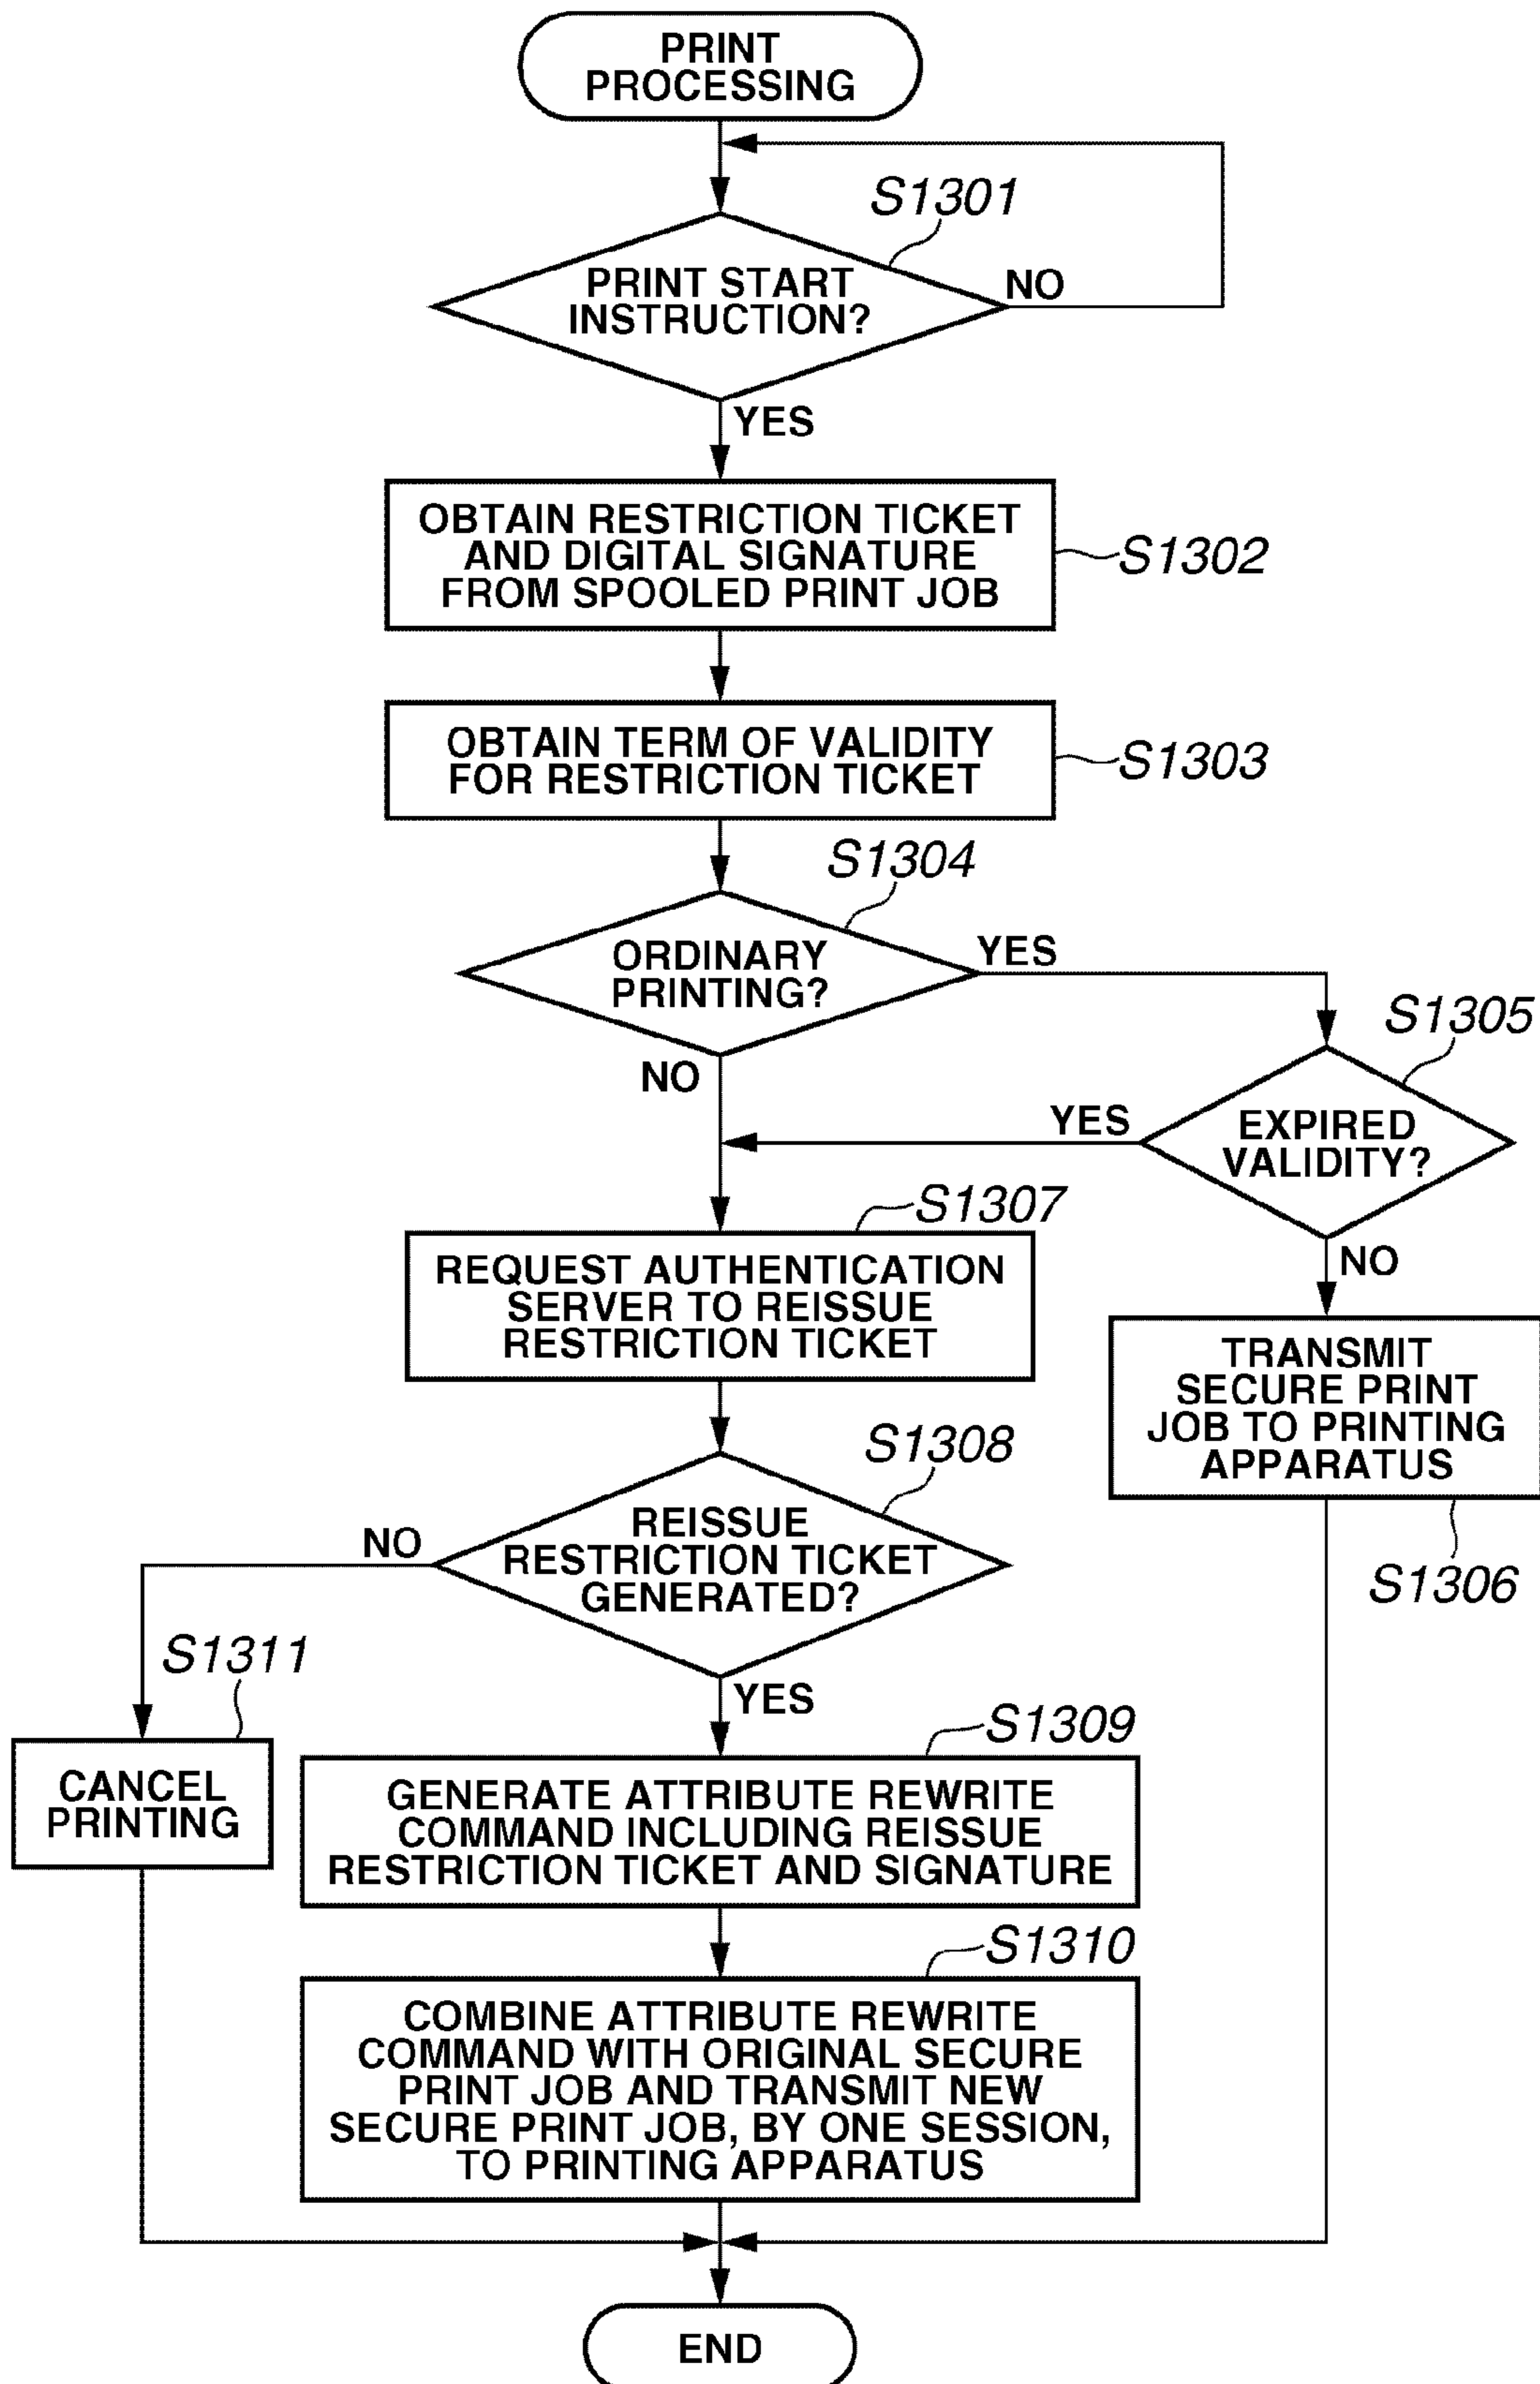 PRINT
PROCESSING
S1301
PRINT START
INSTRUCTION?
NO
YES
OBTAIN RESTRICTION TICKET
AND DIGITAL SIGNATURE
FROM SPOOLED PRINT JOB
S1302
OBTAIN TERM OF VALIDITY
FOR RESTRICTION TICKET
S1303
S1304
ORDINARY
PRINTING?
YES
NO
S1305
EXPIRED
VALIDITY?
YES
NO
S1307
REQUEST AUTHENTICATION
SERVER TO REISSUE
RESTRICTION TICKET
TRANSMIT
SECURE PRINT
JOB TO PRINTING
APPARATUS
S1306
S1308
REISSUE
RESTRICTION TICKET
GENERATED?
NO
YES
S1311
CANCEL
PRINTING
S1309
GENERATE ATTRIBUTE REWRITE
COMMAND INCLUDING REISSUE
RESTRICTION TICKET AND SIGNATURE
S1310
COMBINE ATTRIBUTE REWRITE
COMMAND WITH ORIGINAL SECURE
PRINT JOB AND TRANSMIT NEW
SECURE PRINT JOB, BY ONE SESSION,
TO PRINTING APPARATUS
END